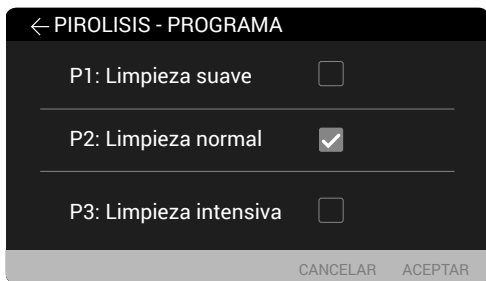 PIROLISIS - PROGRAMA
P1: Limpieza suave
P2: Limpieza normal
P3: Limpieza intensiva
CANCELAR ACEPTAR